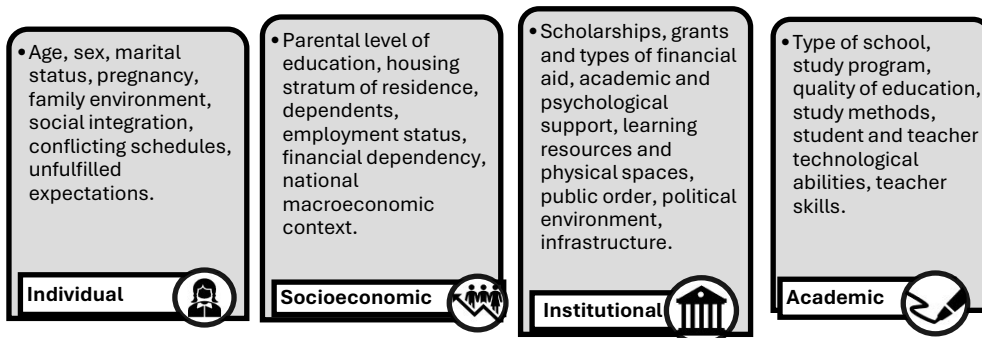 •Age, sex, marital
status, pregnancy,
family environment,
social integration,
conflicting schedules,
unfulfilled
expectations.
Individual
•Parental level of
education, housing
stratum of residence,
dependents,
employment status,
financial dependency,
national
macroeconomic
context.
Socioeconomic
•Scholarships, grants
and types of financial
aid, academic and
psychological
support, learning
resources and
physical spaces,
public order, political
environment,
infrastructure.
Institutional
•Type of school,
study program,
quality of education,
study methods,
student and teacher
technological
abilities, teacher
skills.
Academic